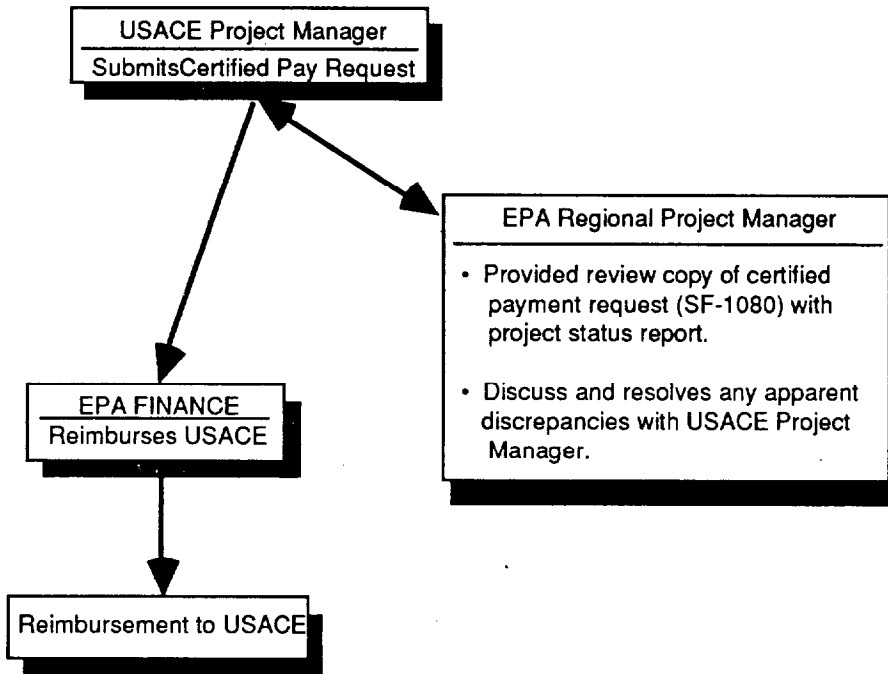 USACE Project Manager
SubmitsCertified Pay Request
EPA Regional Project Manager
• Provided review copy of certified
payment request (SF-1080) with
project status report.
• Discuss and resolves any apparent
discrepancies with USACE Project
Manager.
EPA FINANCE
Reimburses USACE
Reimbursement to USACE